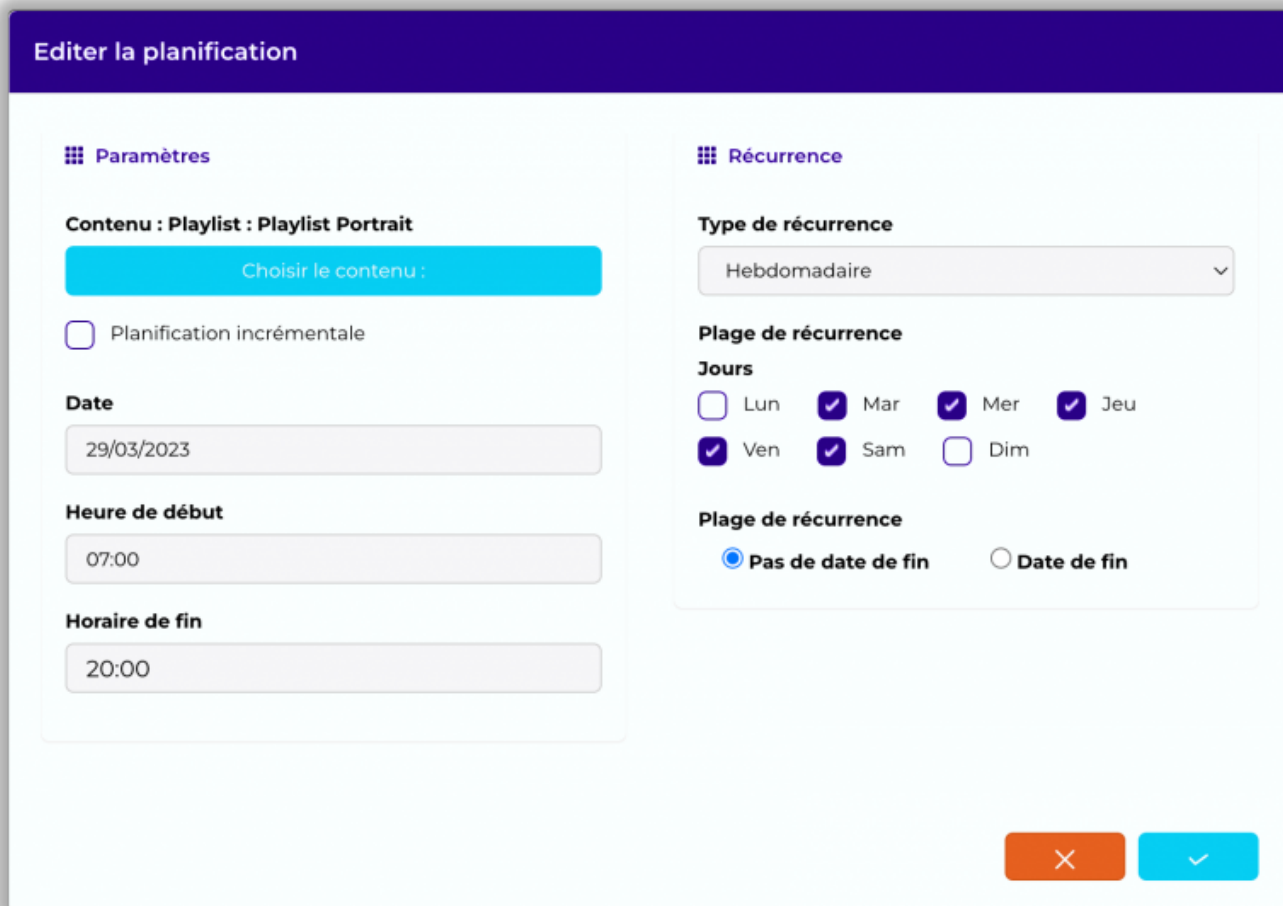 Editer la planification
Paramètres
Contenu : Playlist : Playlist Portrait
Choisir le contenu :
Planification incrémentale
Date
29/03/2023
Heure de début
07:00
Horaire de fin
20:00
Récurrence
Type de récurrence
Hebdomadaire
Plage de récurrence
Jours
Lun Mar Mer Jeu
Ven Sam Dim
Plage de récurrence
Pas de date de fin Date de fin